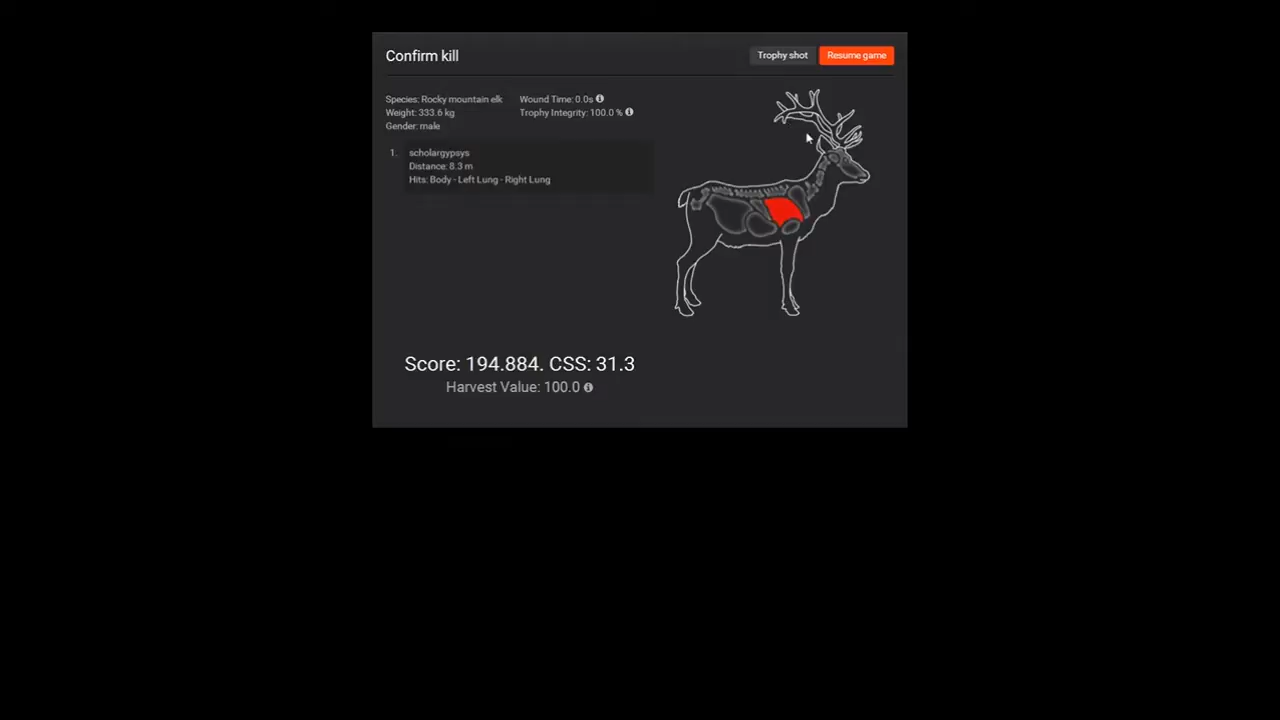 Confirm kill
Trophy shot
Resume game
Species: Rocky mountain elk
Weight: 333.6 kg
Gender: male
Wound Time: 0.0s
Trophy Integrity: 100.0 %
1. scholargypsys
Distance: 8.3 m
Hits: Body - Left Lung - Right Lung
Score: 194.884. CSS: 31.3
Harvest Value: 100.0